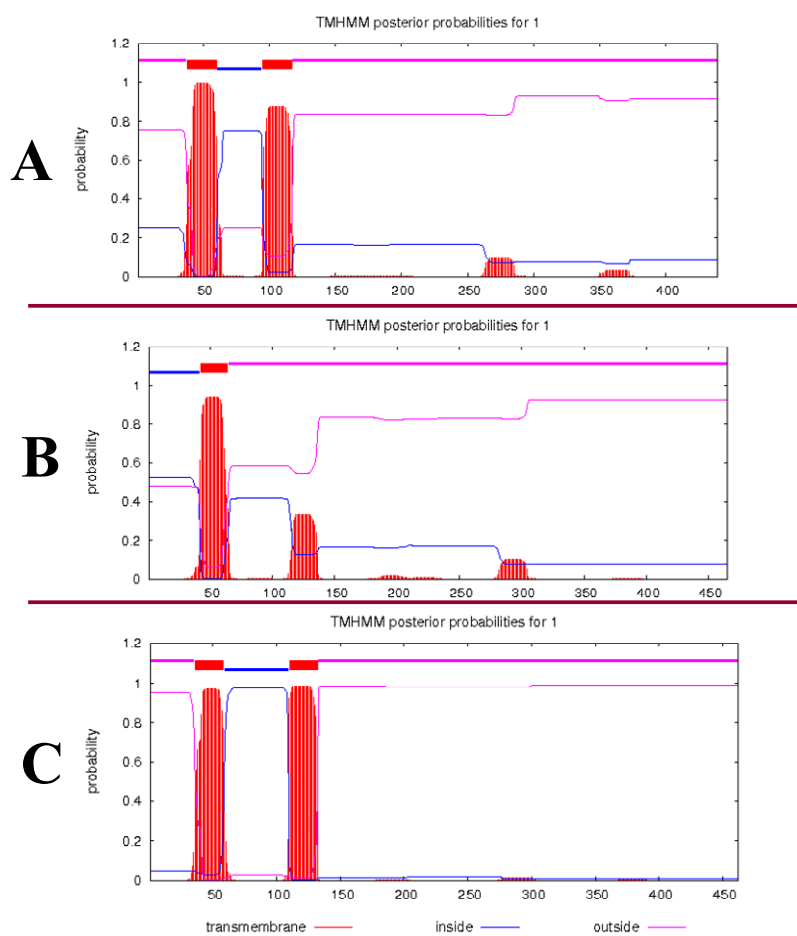 TMHMM posterior probabilities for 1
1.2
1
0.8
0.6
0.4
0.2
0
probability
A
50 100 150 200 250 300 350 400
TMHMM posterior probabilities for 1
1.2
1
0.8
0.6
0.4
0.2
0
probability
B
50 100 150 200 250 300 350 400 450
TMHMM posterior probabilities for 1
1.2
1
0.8
0.6
0.4
0.2
0
probability
C
50 100 150 200 250 300 350 400 450
transmembrane inside outside